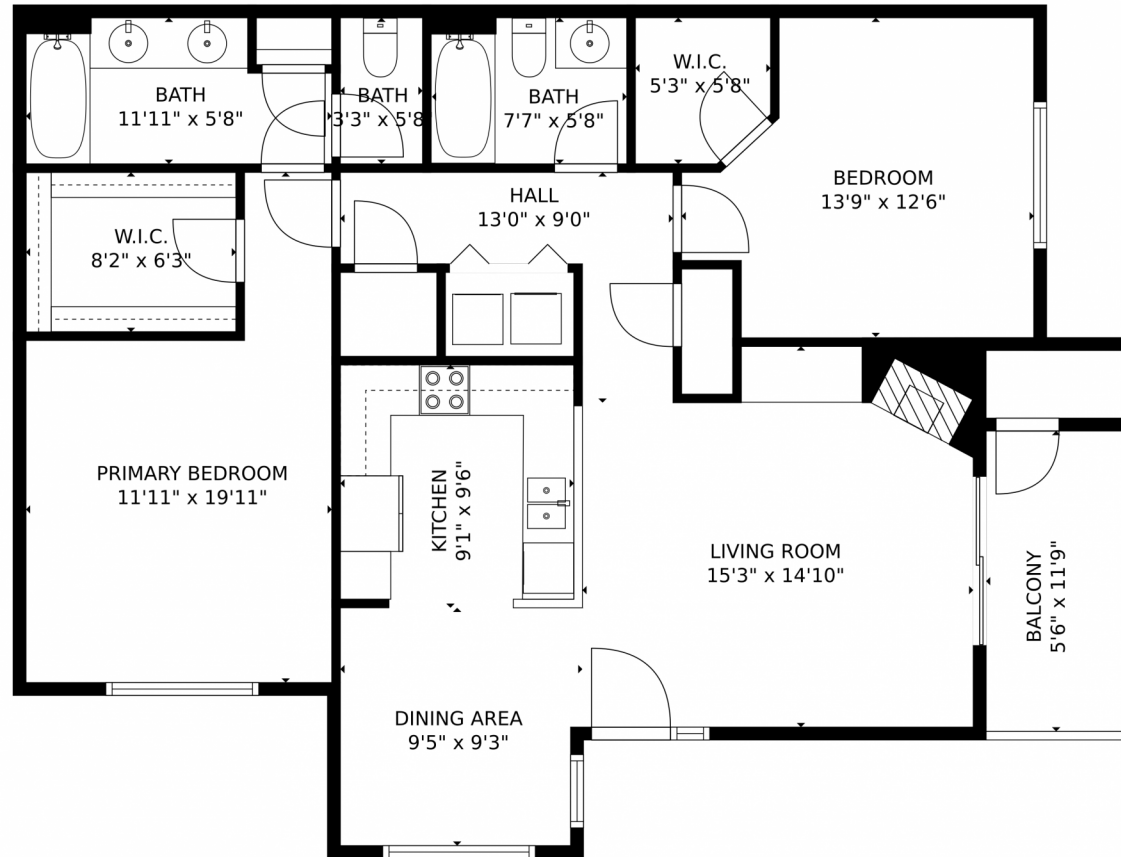 BATH
11'11" x 5'8"
BATH
3'3" x 5'8
BATH
7'7" x 5'8"
W.I.C.
5'3" x 5'8"
BEDROOM
13'9" x 12'6"
HALL
13'0" x 9'0"
W.I.C.
8'2" x 6'3"
PRIMARY BEDROOM
11'11" x 19'11"
KITCHEN
9'1" x 9'6"
LIVING ROOM
15'3" x 14'10"
BALCONY
5'6" x 11'9"
DINING AREA
9'5" x 9'3"